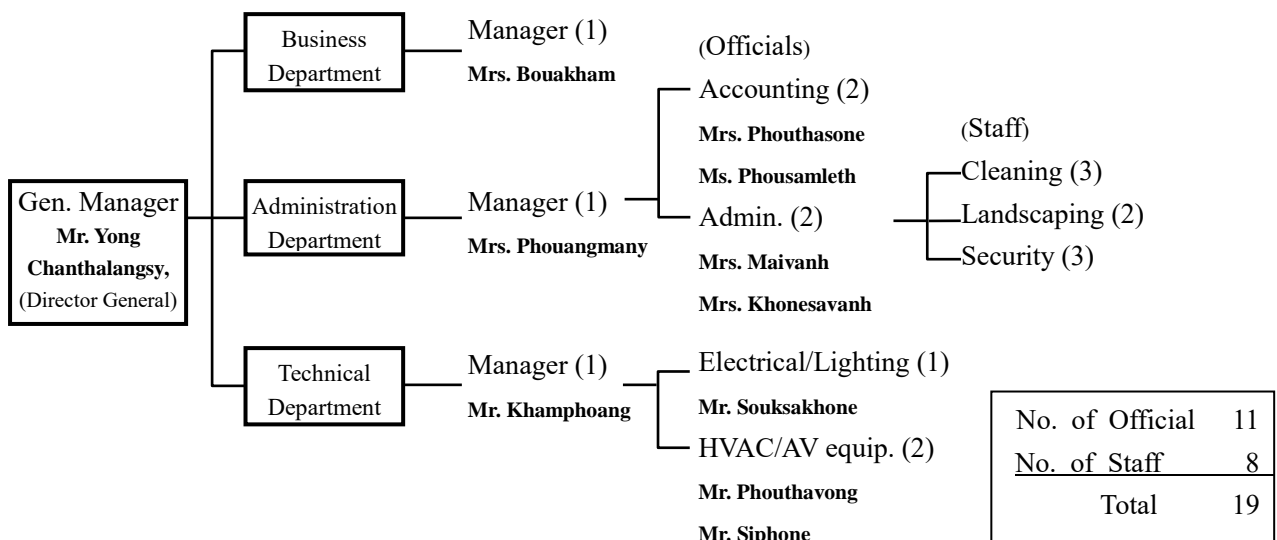 Gen. Manager
Mr. Yong
Chanthalangsy,
(Director General)
Business
Department
Manager (1)
Mrs. Bouakham
Administration
Department
Manager (1)
Mrs. Phouangmany
(Officials)
Accounting (2)
Mrs. Phouthasone
Ms. Phousamleth
Admin. (2)
Mrs. Maivanh
Mrs. Khonesavanh
(Staff)
Cleaning (3)
Landscaping (2)
Security (3)
Technical
Department
Manager (1)
Mr. Khamphoang
Electrical/Lighting (1)
Mr. Souksakhone
HVAC/AV equip. (2)
Mr. Phouthavong
Mr. Siphone
No. of Official 11
No. of Staff 8
Total 19